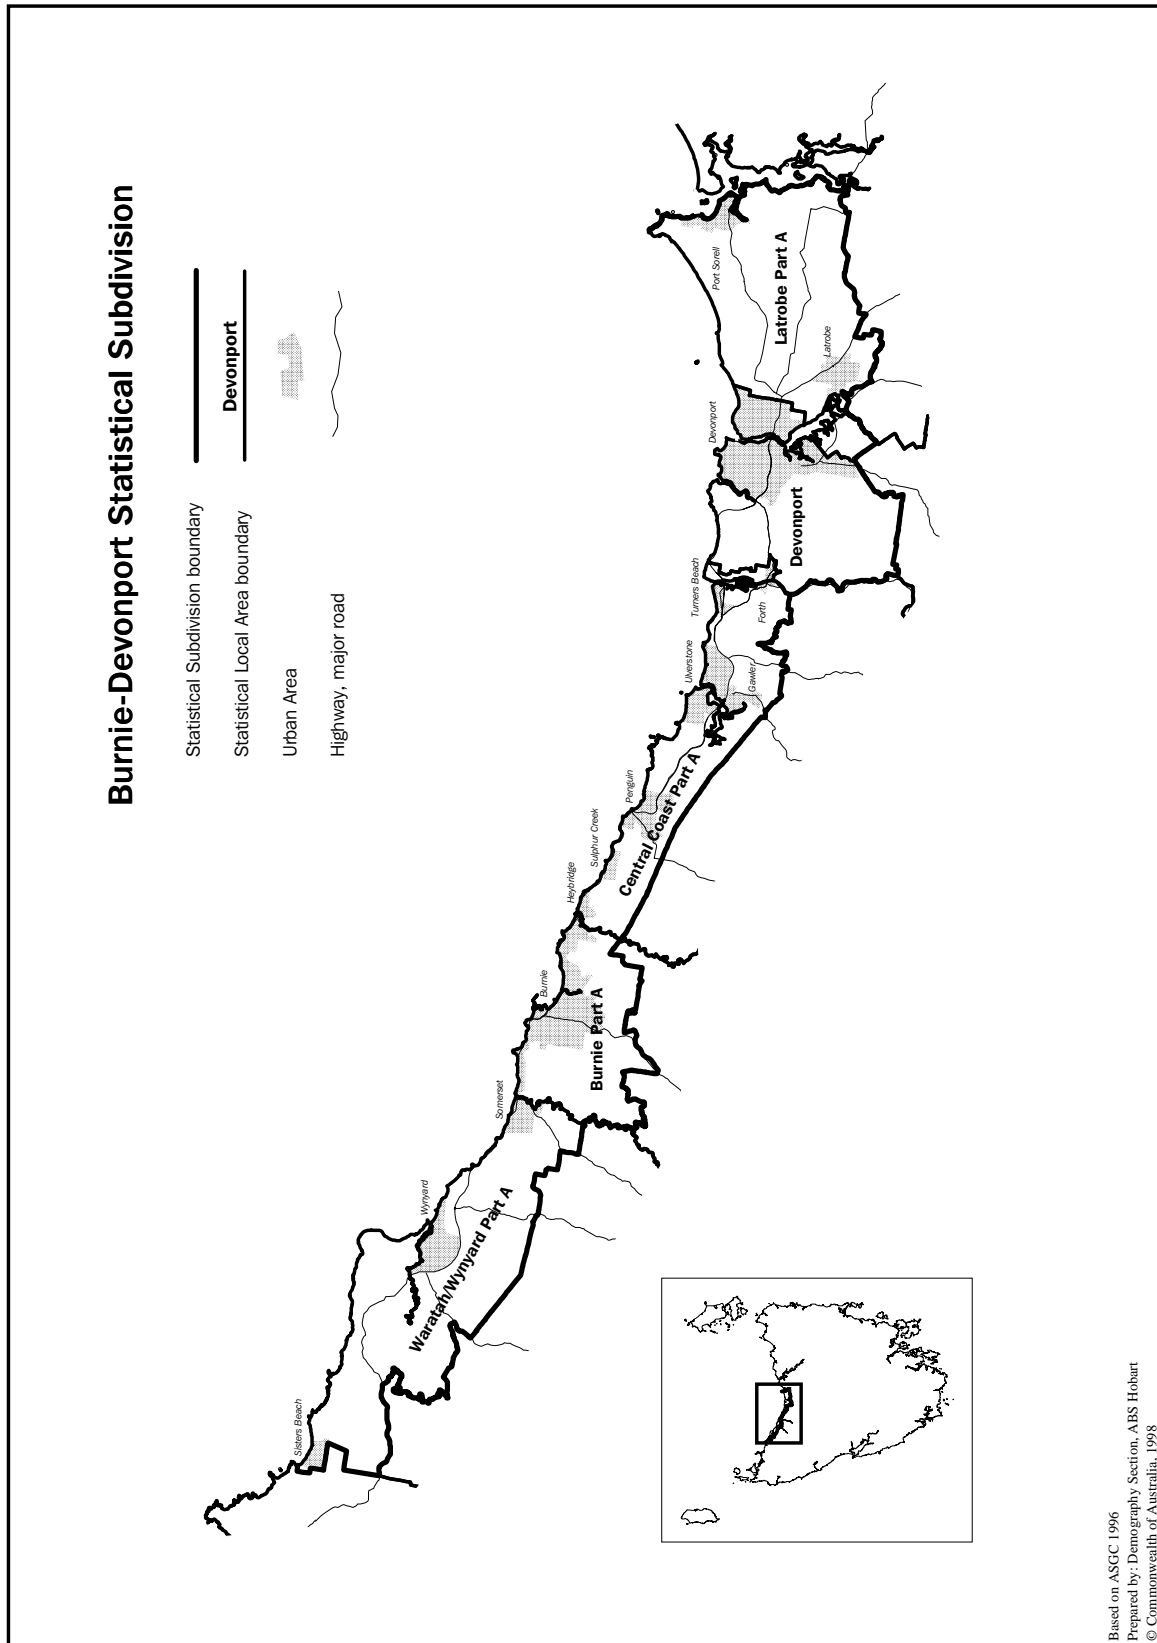 Burnie-Devonport Statistical Subdivision
Statistical Subdivision boundary
Statistical Local Area boundary
Devonport
Urban Area
Highway, major road
Sisters Beach
Wynyard
Waratah/Wynyard Part A
Somerset
Burnie
Burnie Part A
Heybridge
Sulphur Creek
Penguin
Central Coast Part A
Ulverstone
Gawler
Turners Beach
Forth
Devonport
Devonport
Port Sorell
Latrobe Part A
Latrobe
Based on ASGC 1996
Prepared by: Demography Section, ABS Hobart
© Commonwealth of Australia, 1998